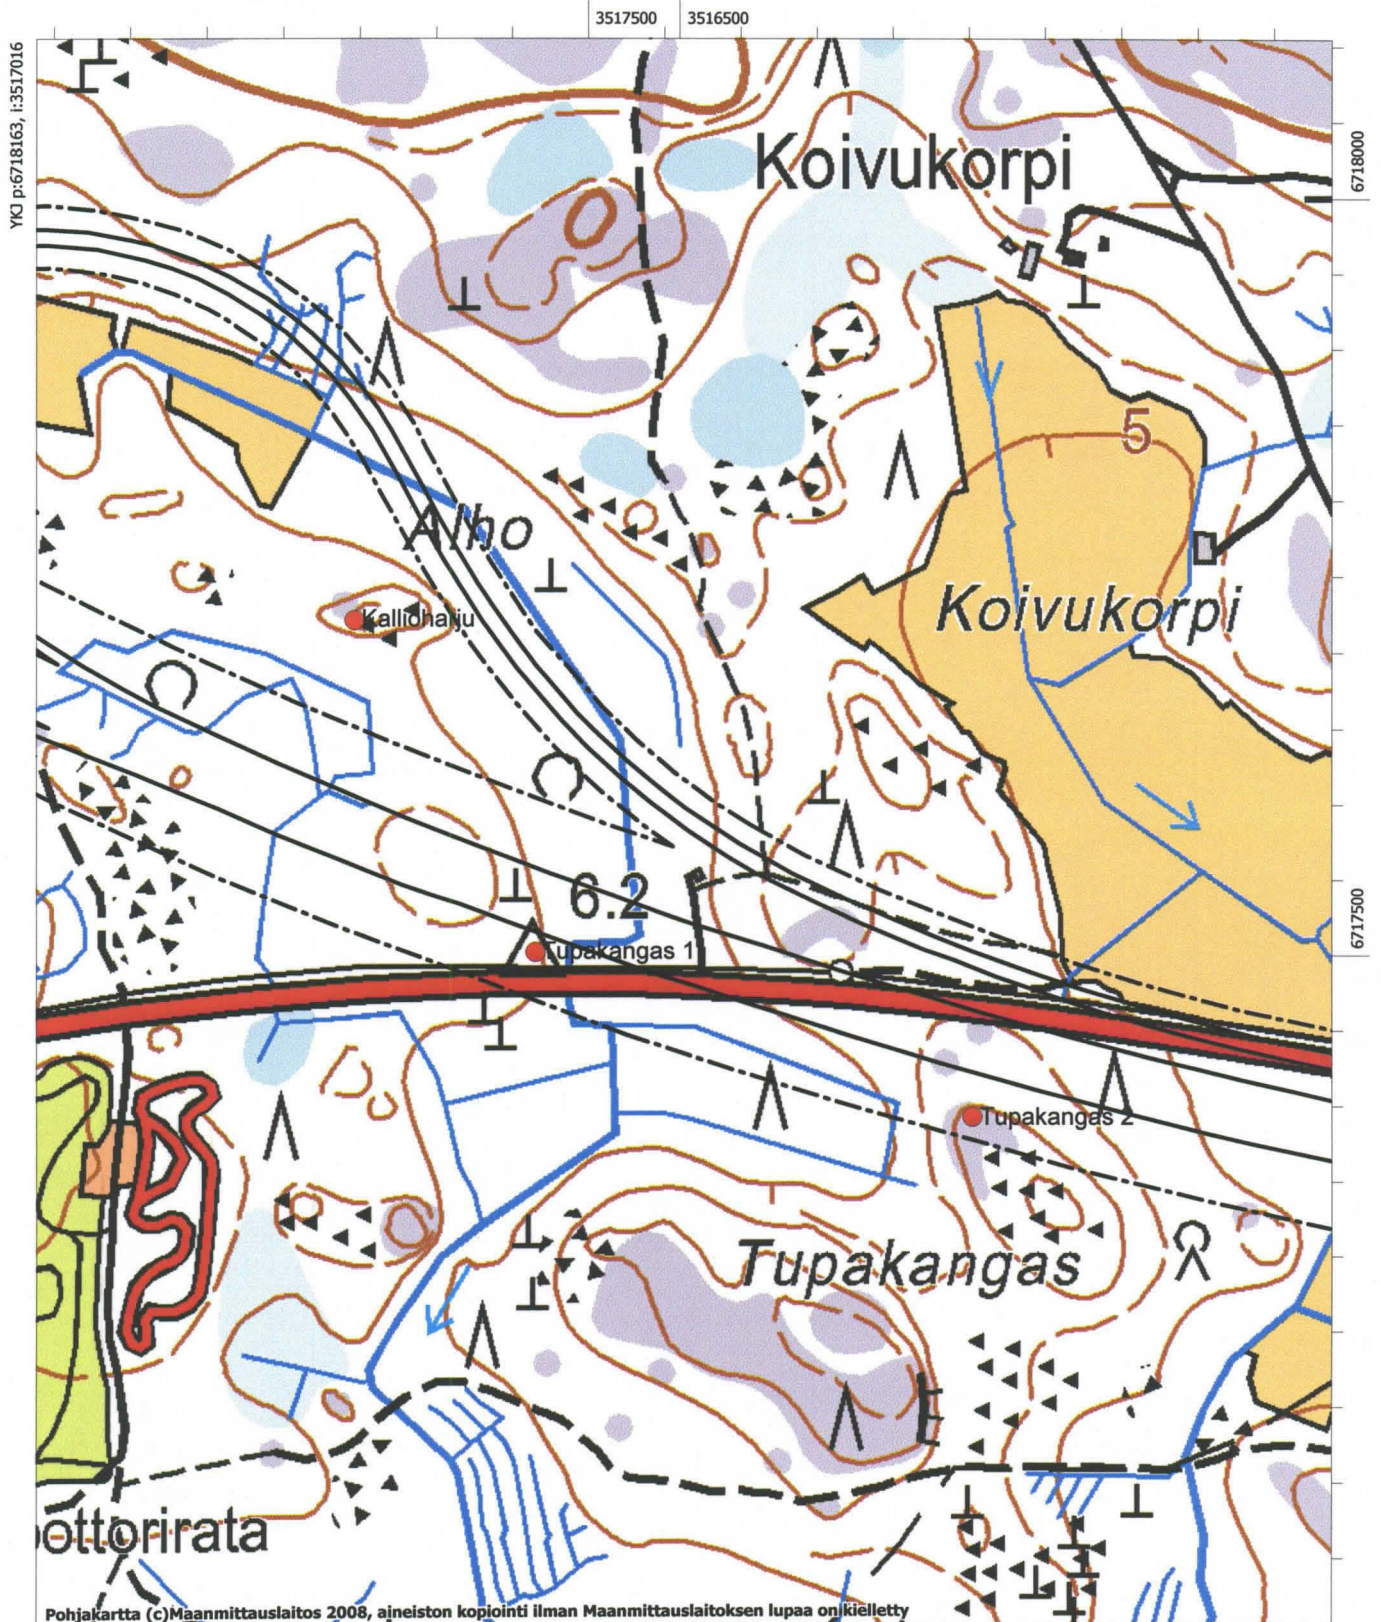 3517500
3516500
YKJ p:6718163, i:3517016
6718000
Koivukorpi
5
Alho
Koivukorpi
Kallioharju
6.2
6717500
Tupakangas 1
Tupakangas 2
Tupakangas
ottorirata
Pohjakartta (c)Maanmittauslaitos 2008, aineiston kopiointi ilman Maanmittauslaitoksen lupaa on kielletty